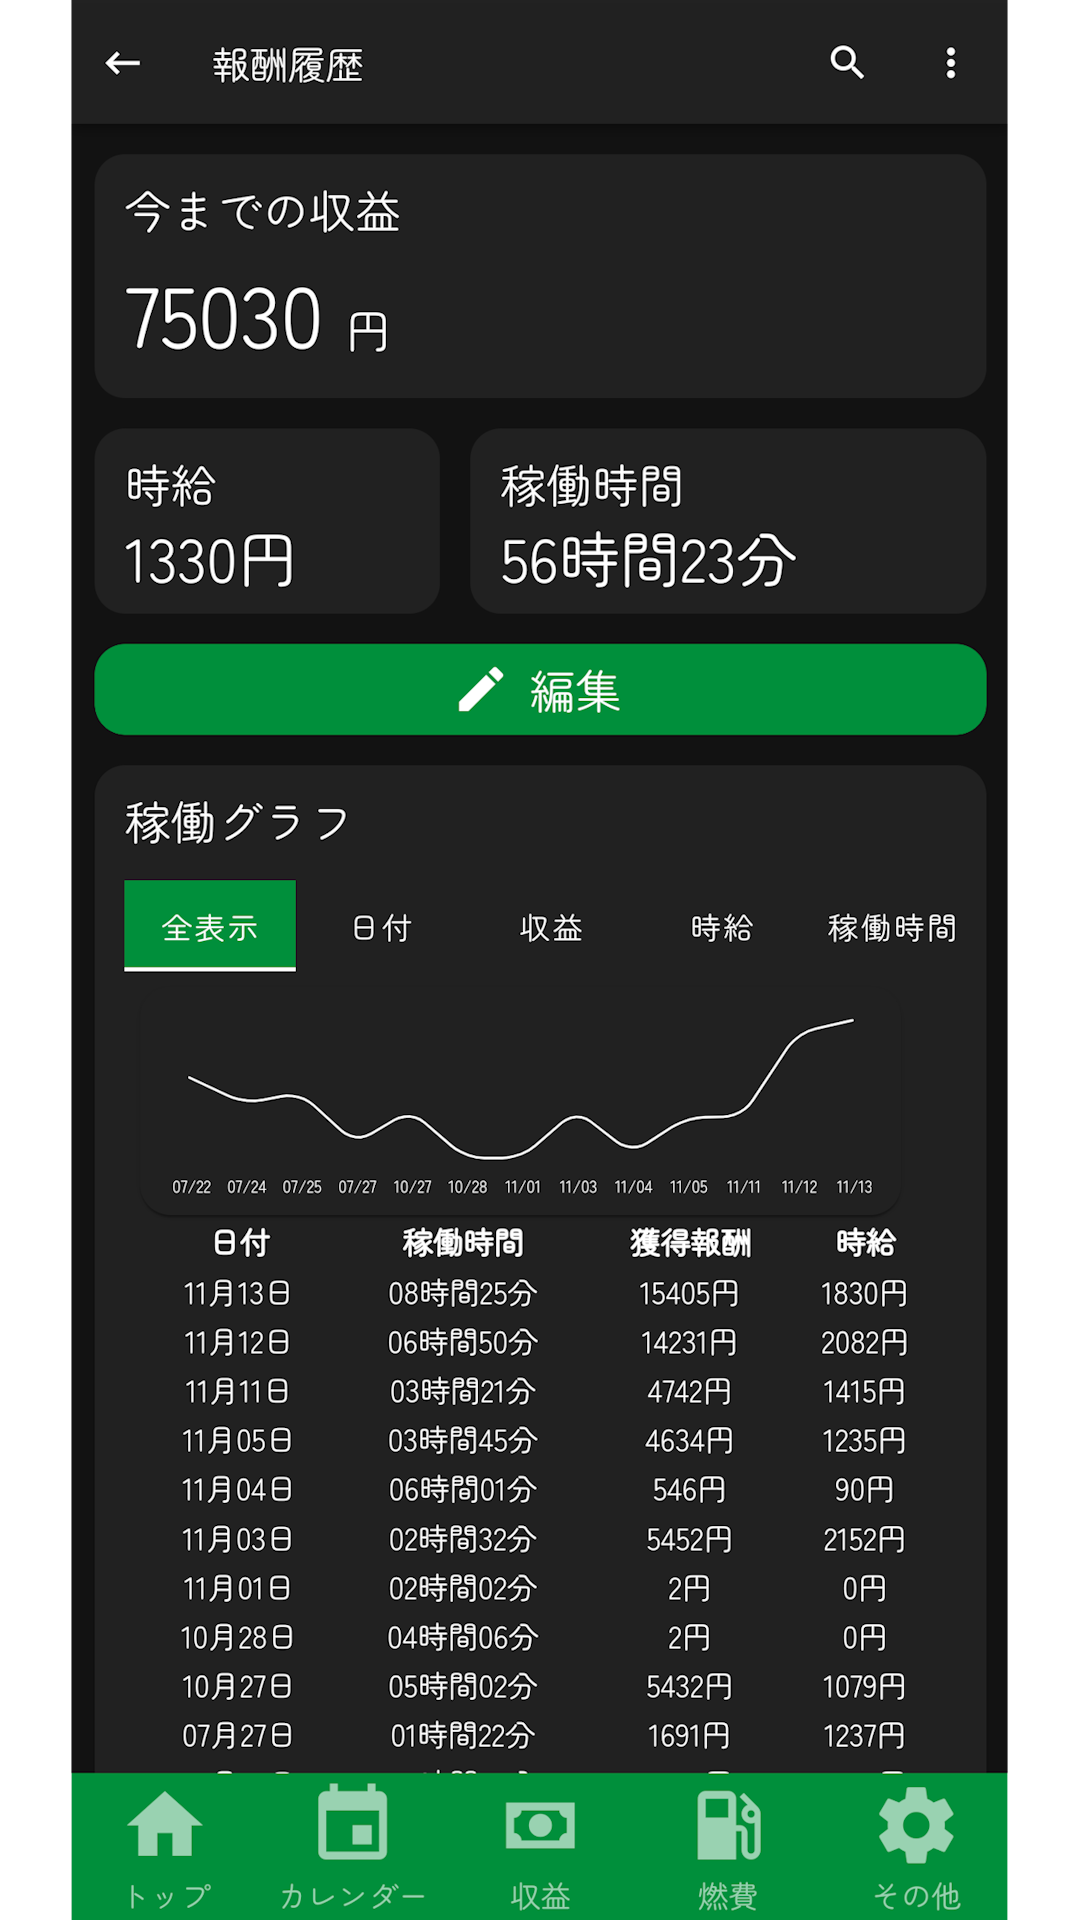 報酬履歴
今までの収益
75030 円
時給
1330円
稼働時間
56時間23分
編集
稼働グラフ
全表示 日付 収益 時給 稼働時間
07/22 07/24 07/25 07/27 10/27 10/28 11/01 11/03 11/04 11/05 11/11 11/12 11/13
日付 稼働時間 獲得報酬 時給
11月13日 08時間25分 15405円 1830円
11月12日 06時間50分 14231円 2082円
11月11日 03時間21分 4742円 1415円
11月05日 03時間45分 4634円 1235円
11月04日 06時間01分 546円 90円
11月03日 02時間32分 5452円 2152円
11月01日 02時間02分 2円 0円
10月28日 04時間06分 2円 0円
10月27日 05時間02分 5432円 1079円
07月27日 01時間22分 1691円 1237円
トップ カレンダー 収益 燃費 その他